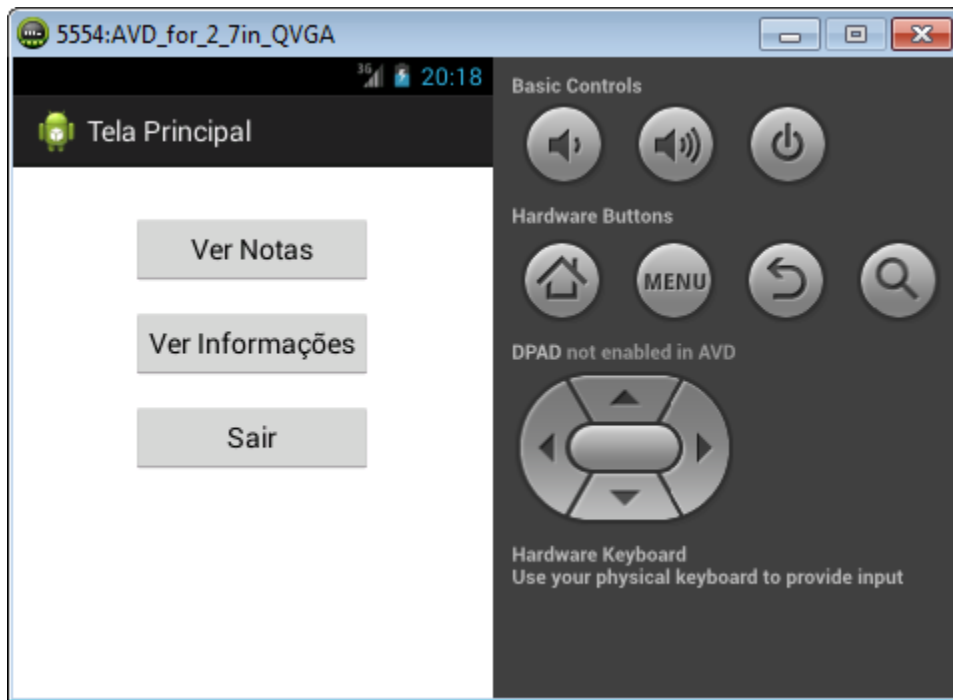 5554:AVD_for_2_7in_QVGA
3G 20:18
Tela Principal
Ver Notas
Ver Informações
Sair
Basic Controls
Hardware Buttons
MENU
DPAD not enabled in AVD
Hardware Keyboard
Use your physical keyboard to provide input